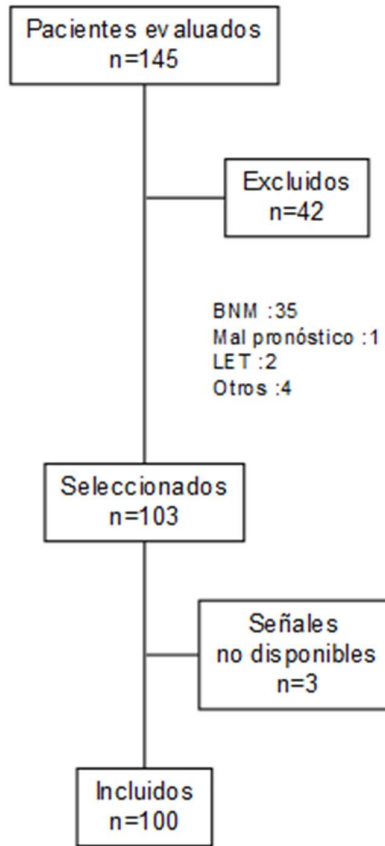 Pacientes evaluados
n=145
Excluidos
n=42
BNM :35
Mal pronóstico :1
LET :2
Otros :4
Seleccionados
n=103
Señales
no disponibles
n=3
Incluidos
n=100